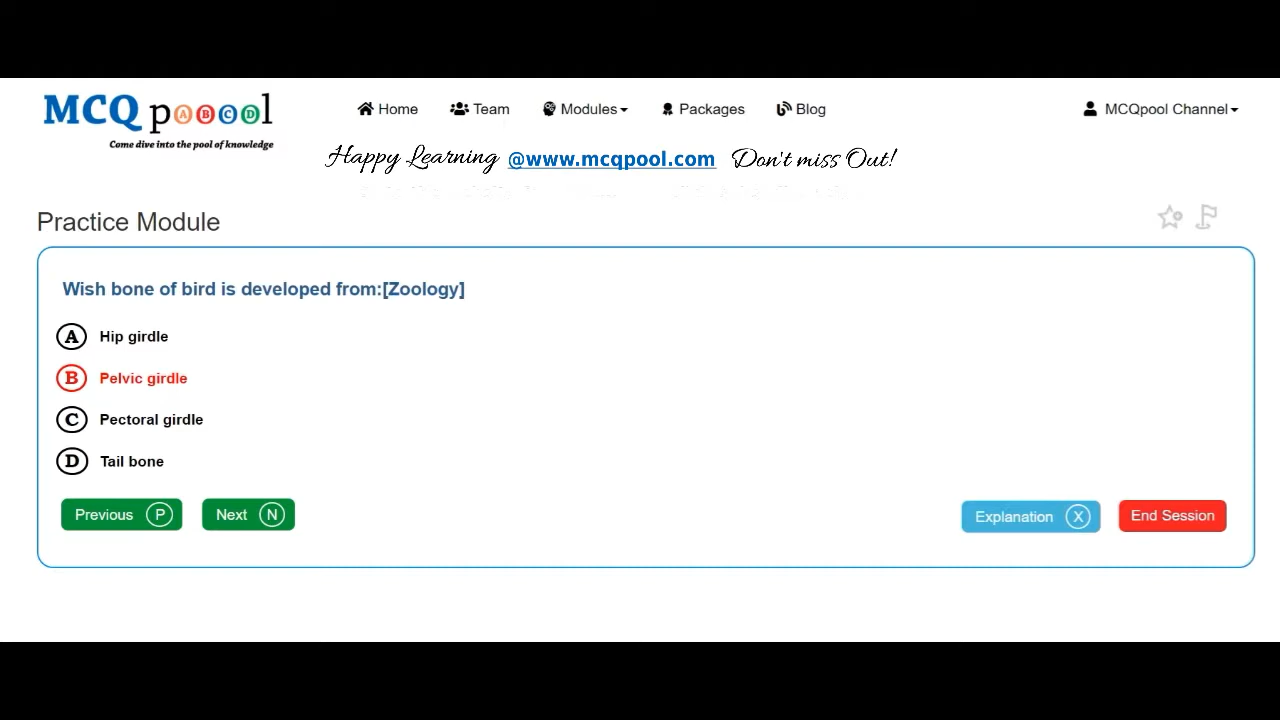 MCQ pooool
Come dive into the pool of knowledge
Home Team Modules Packages Blog MCQpool Channel
Happy Learning @www.mcqpool.com Don't miss Out!
Practice Module
Wish bone of bird is developed from:[Zoology]
A Hip girdle
B Pelvic girdle
C Pectoral girdle
D Tail bone
Previous P Next N Explanation X End Session